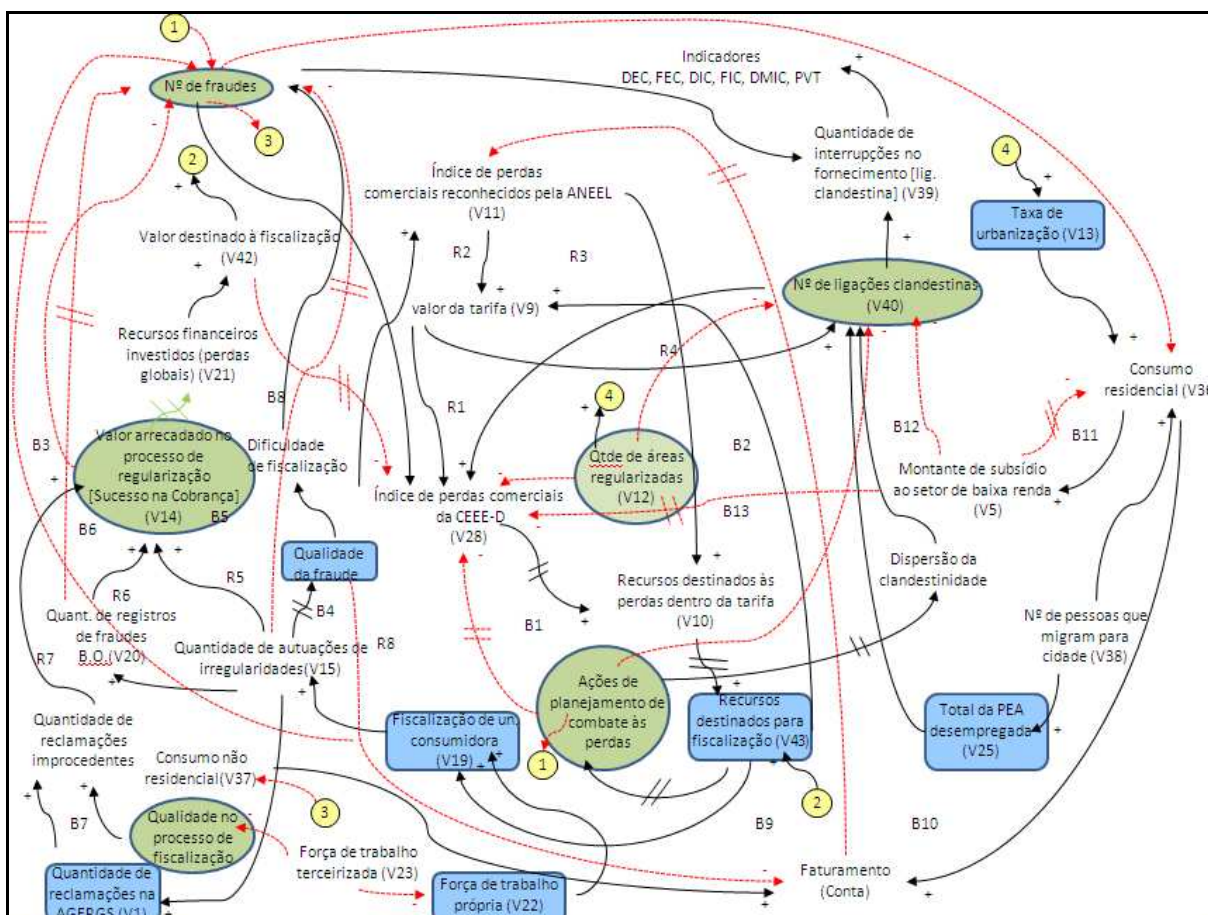 1
Nº de fraudes
3
2
Indicadores
DEC, FEC, DIC, FIC, DMIC, PVT
Quantidade de
interrupções no
fornecimento [lig.
clandestina] (V39)
4
Taxa de
urbanização (V13)
Índice de perdas
comerciais reconhecidos pela ANEEL
(V11)
Valor destinado à fiscalização
(V42)
R2
R3
Nº de ligações clandestinas
(V40)
valor da tarifa (V9)
Recursos financeiros
investidos (perdas
globais) (V21)
R4
R1
B8
Consumo
residencial (V36
4
B3
Valor arrecadado no
processo de
regularização
[Sucesso na Cobrança]
(V14)
B5
B6
Dificuldade
de fiscalização
Qtde de áreas
regularizadas
(V12)
B2
B12
B11
Índice de perdas comerciais
da CEEE-D
(V28)
Montante de subsídio
ao setor de baixa renda
(V5)
B13
Qualidade
da fraude
B4
R5
R6
Quant. de registros
de fraudes
B.O.(V20)
Quantidade de autuações de
irregularidades(V15)
R7
R8
B1
Recursos destinados às
perdas dentro da tarifa
(V10)
Dispersão da
clandestinidade
Nº de pessoas que
migram para
cidade (V38)
Ações de
planejamento de
combate às
perdas
Recursos
destinados para
fiscalização (V43)
Total da PEA
desempregada
(V25)
Fiscalização de un.
consumidora
(V19)
Quantidade de
reclamações
improcedentes
Consumo não
residencial(V37)
1
2
3
B7
Qualidade no
processo de
fiscalização
B9
B10
Força de trabalho
terceirizada (V23)
Força de trabalho
própria (V22)
Faturamento
(Conta)
Quantidade de
reclamações na
AGERGS (V1)